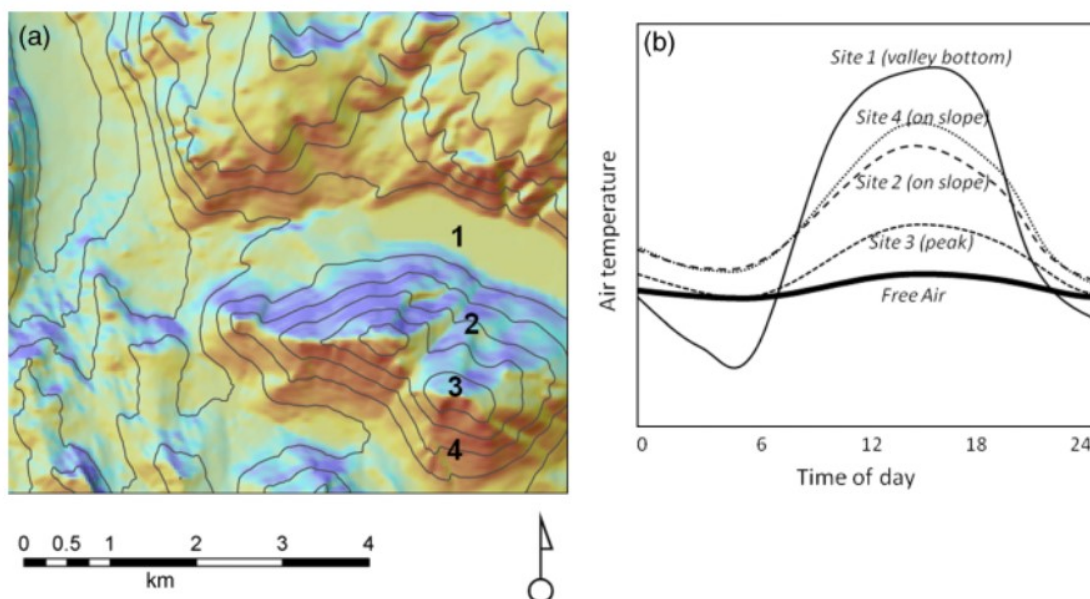 (a)
1
2
3
4
0 0.5 1 2 3 4
km
(b)
Site 1 (valley bottom)
Site 4 (on slope)
Site 2 (on slope)
Site 3 (peak)
Free Air
Air temperature
0 6 12 18 24
Time of day